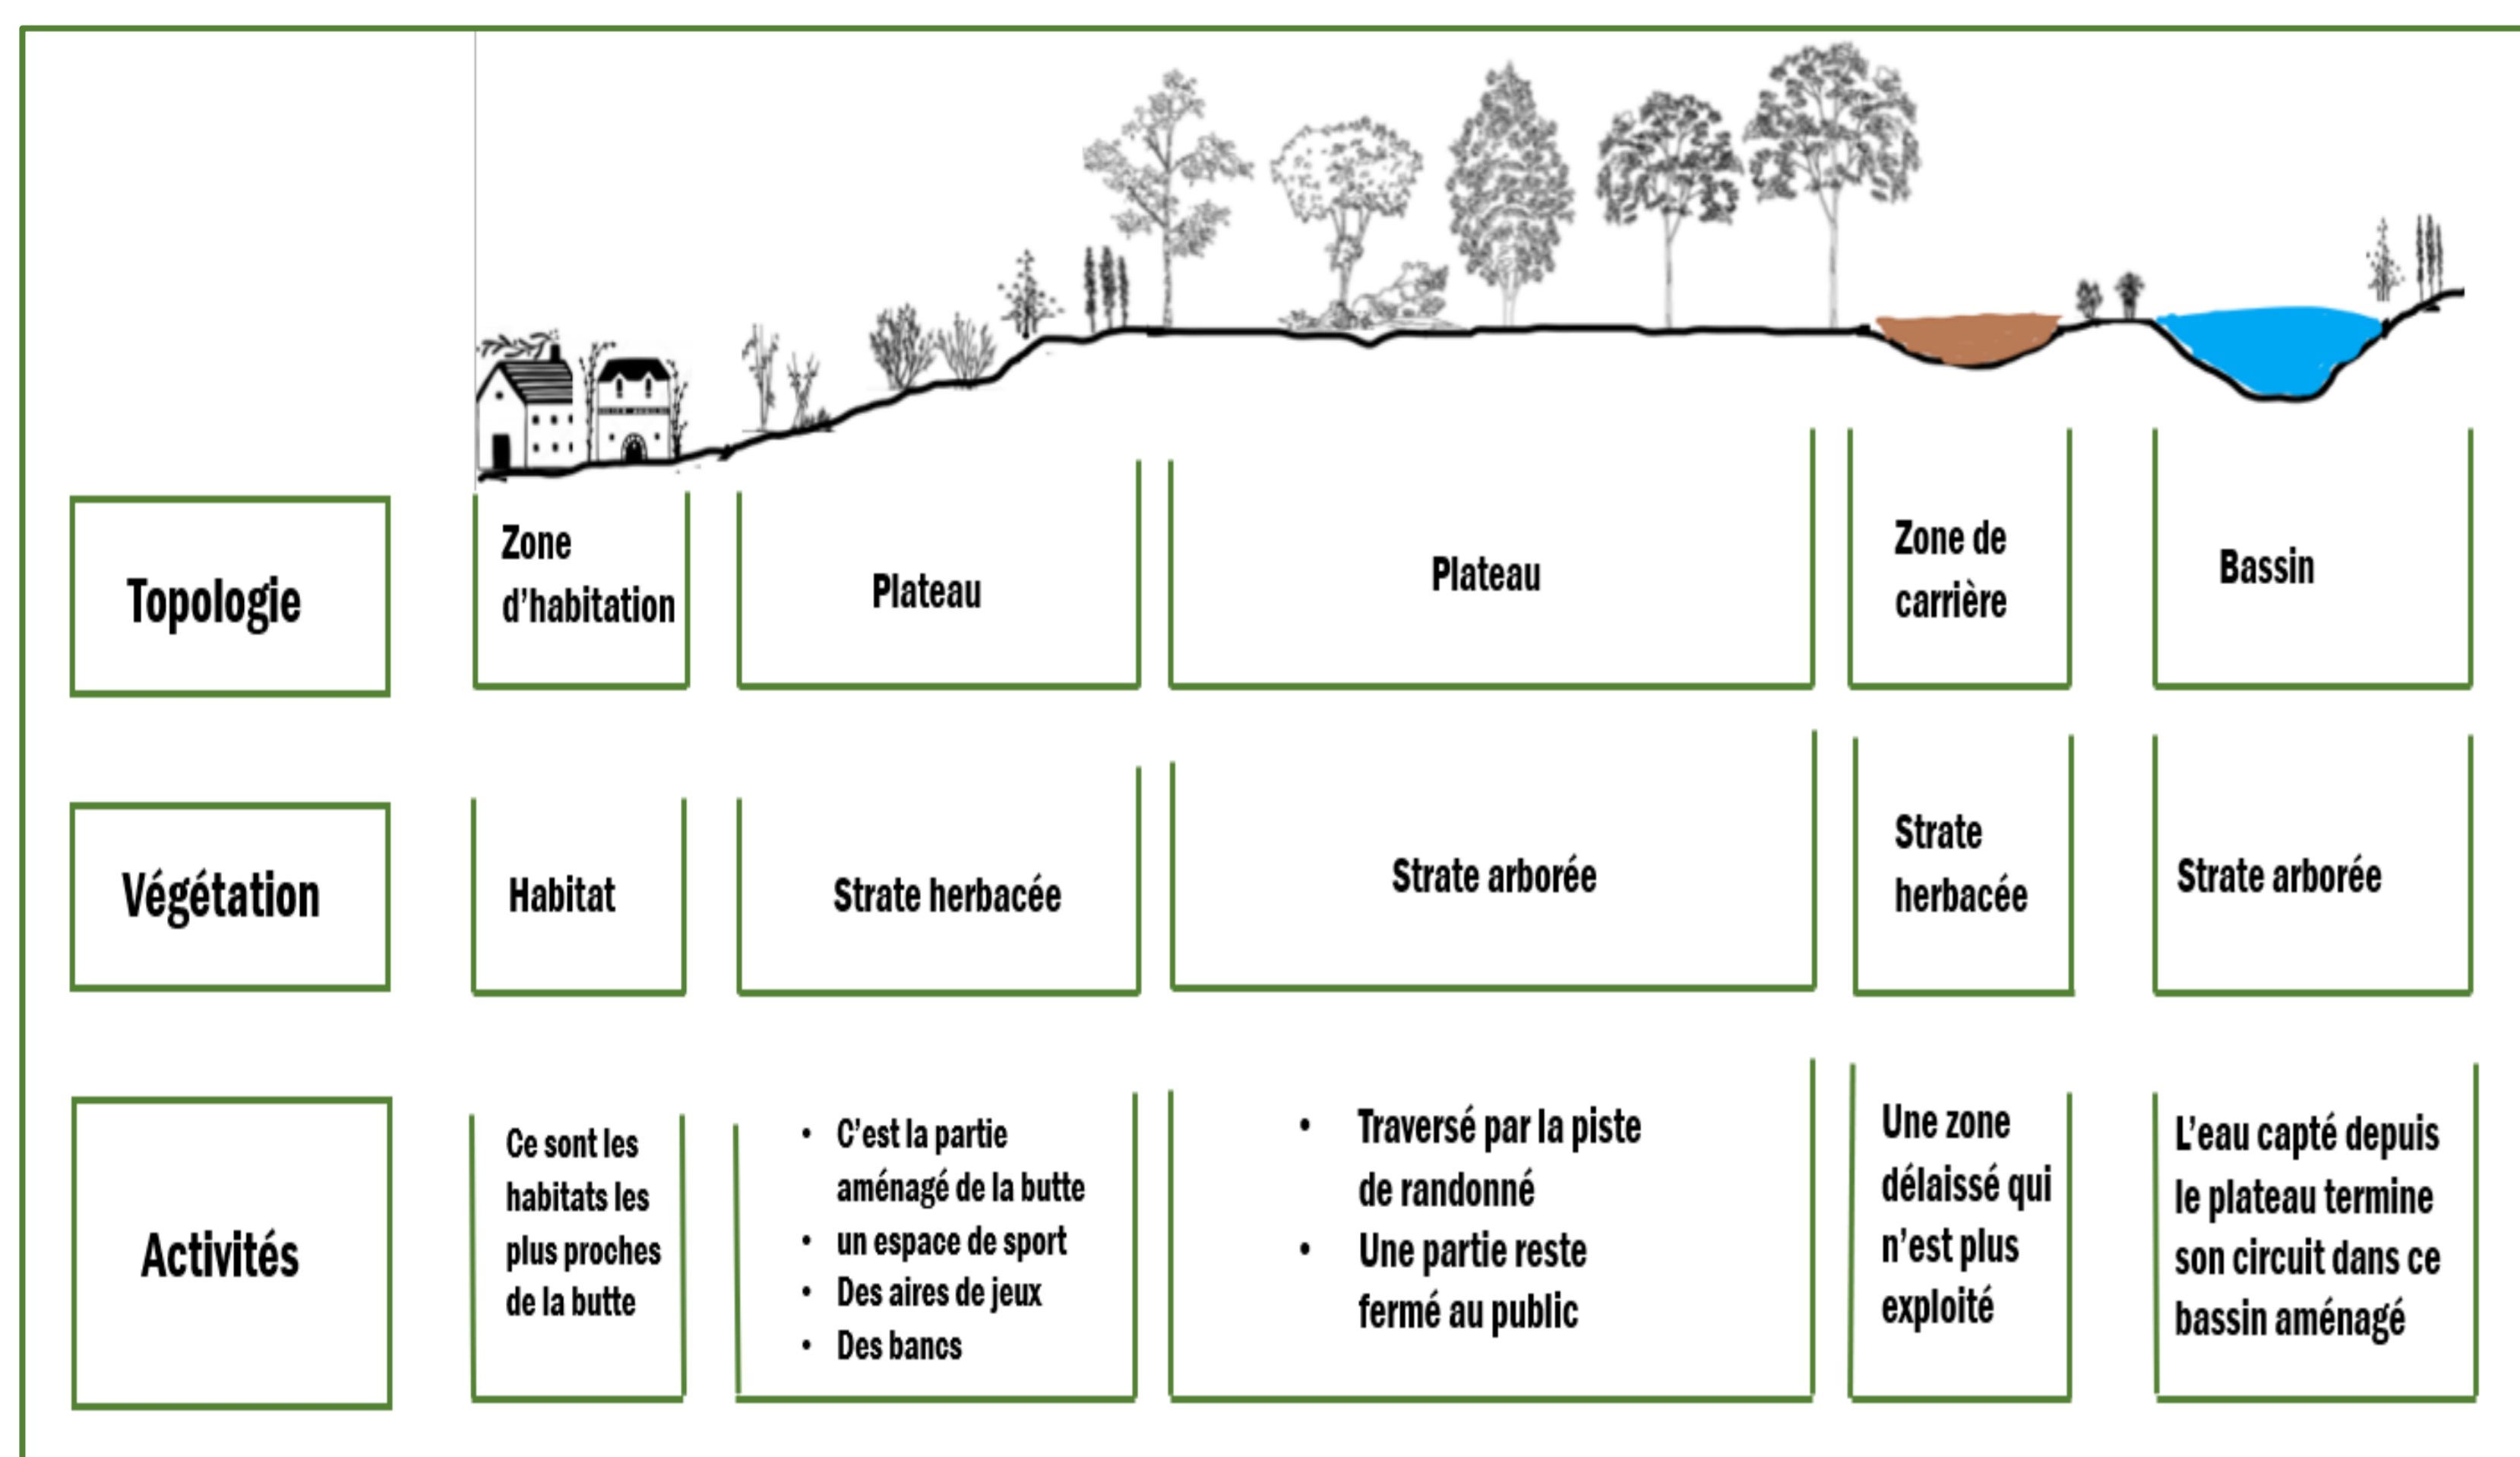 Topologie
Zone
d'habitation
Plateau
Plateau
Zone de
carrière
Bassin
Végétation
Habitat
Strate herbacée
Strate arborée
Strate
herbacée
Strate arborée
Activités
Ce sont les
habitats les
plus proches
de la butte
• C'est la partie
aménagé de la butte
• un espace de sport
• Des aires de jeux
• Des bancs
• Traversé par la piste
de randonné
• Une partie reste
fermé au public
Une zone
délaissé qui
n'est plus
exploité
L'eau capté depuis
le plateau termine
son circuit dans ce
bassin aménagé